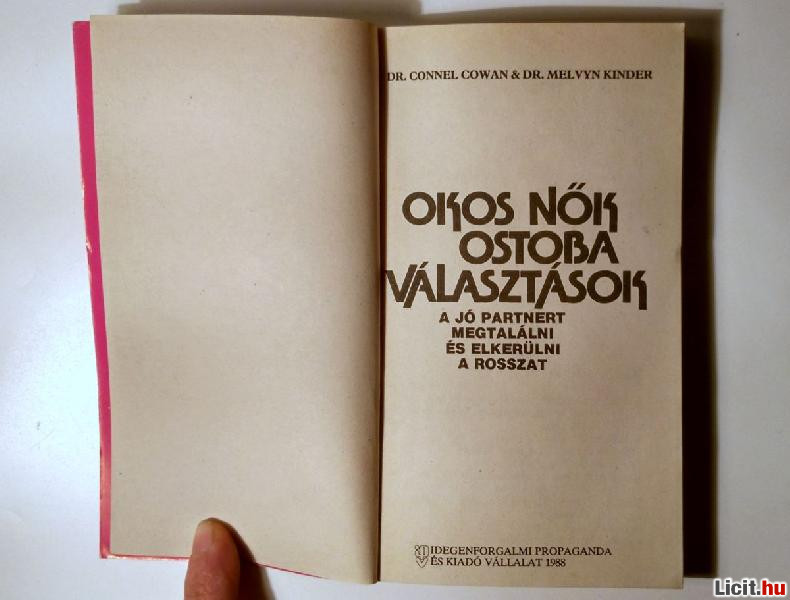 DR. CONNEL COWAN & DR. MELVYN KINDER
OKOS NŐK
OSTOBA
VÁLASZTÁSOK
A JÓ PARTNERT
MEGTALÁLNI
ÉS ELKERÜLNI
A ROSSZAT
IDEGENFORGALMI PROPAGANDA
ÉS KIADÓ VÁLLALAT 1988
Licit.hu